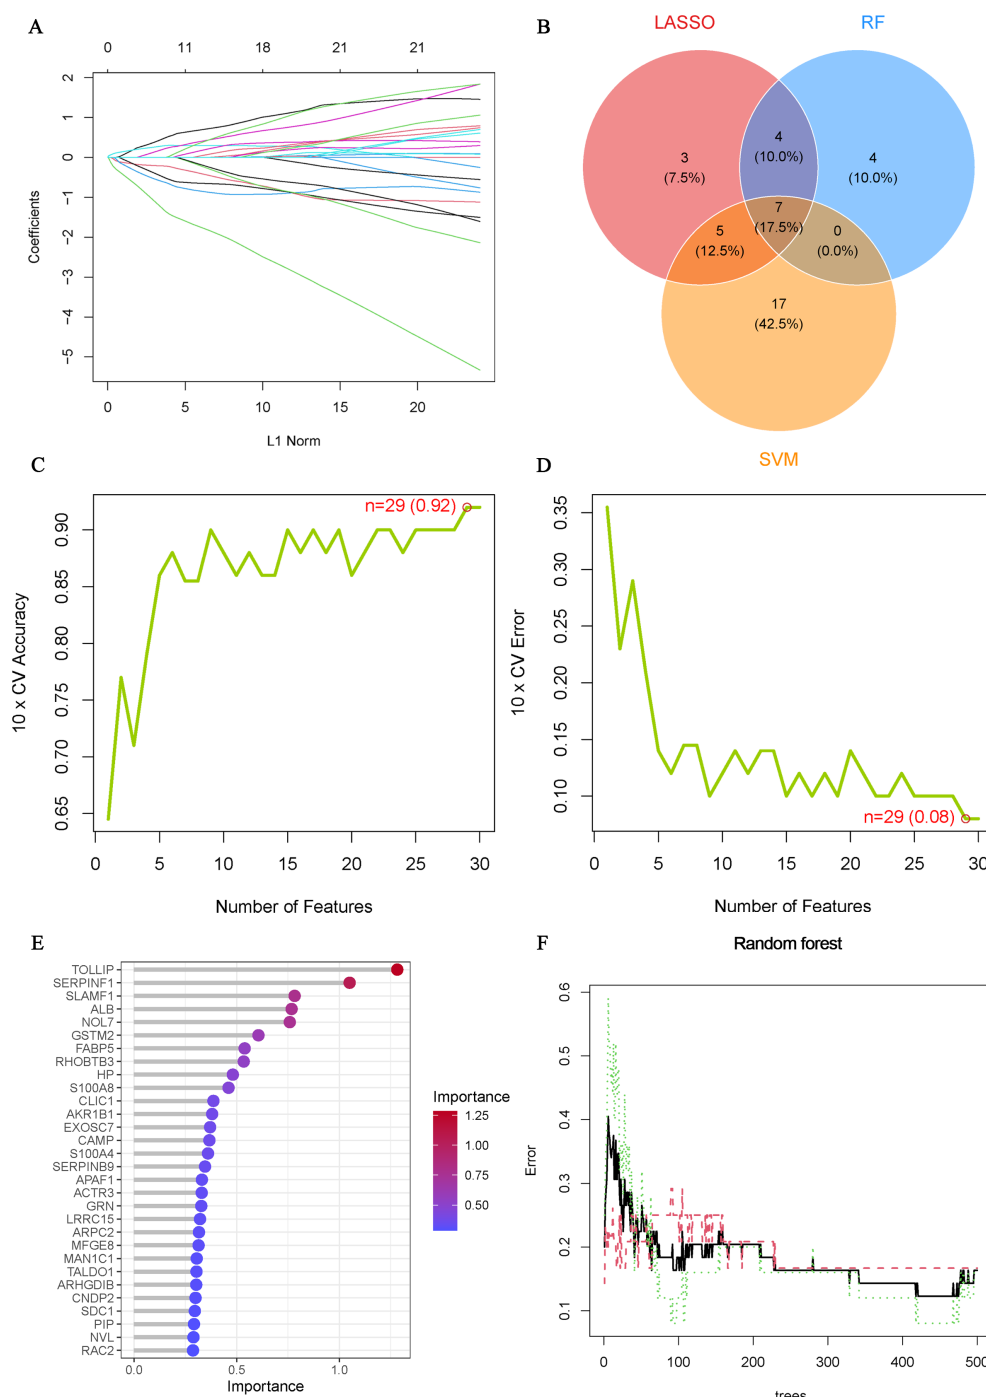 A
0 11 18 21 21
2
1
0
−1
−2
−3
−4
−5
Coefficients
0 5 10 15 20
L1 Norm
B
LASSO RF
3
(7.5%)
4
(10.0%)
4
(10.0%)
7
(17.5%)
5
(12.5%)
0
(0.0%)
17
(42.5%)
SVM
C
n=29 (0.92)
0.90
0.85
0.80
0.75
0.70
0.65
10 x CV Accuracy
0 5 10 15 20 25 30
Number of Features
D
0.35
0.30
0.25
0.20
0.15
0.10
10 x CV Error
n=29 (0.08)
0 5 10 15 20 25 30
Number of Features
E
TOLLIP
SERPINF1
SLAMF1
ALB
NOL7
GSTM2
FABP5
RHOBTB3
HP
S100A8
CLIC1
AKR1B1
EXOSC7
CAMP
S100A4
SERPINB9
APAF1
ACTR3
GRN
LRRC15
ARPC2
MFGE8
MAN1C1
TALDO1
ARHGDIB
CNDP2
SDC1
PIP
NVL
RAC2
0.0 0.5 1.0
Importance
Importance
1.25
1.00
0.75
0.50
F
Random forest
0.6
0.5
0.4
0.3
0.2
0.1
Error
0 100 200 300 400 500
trees